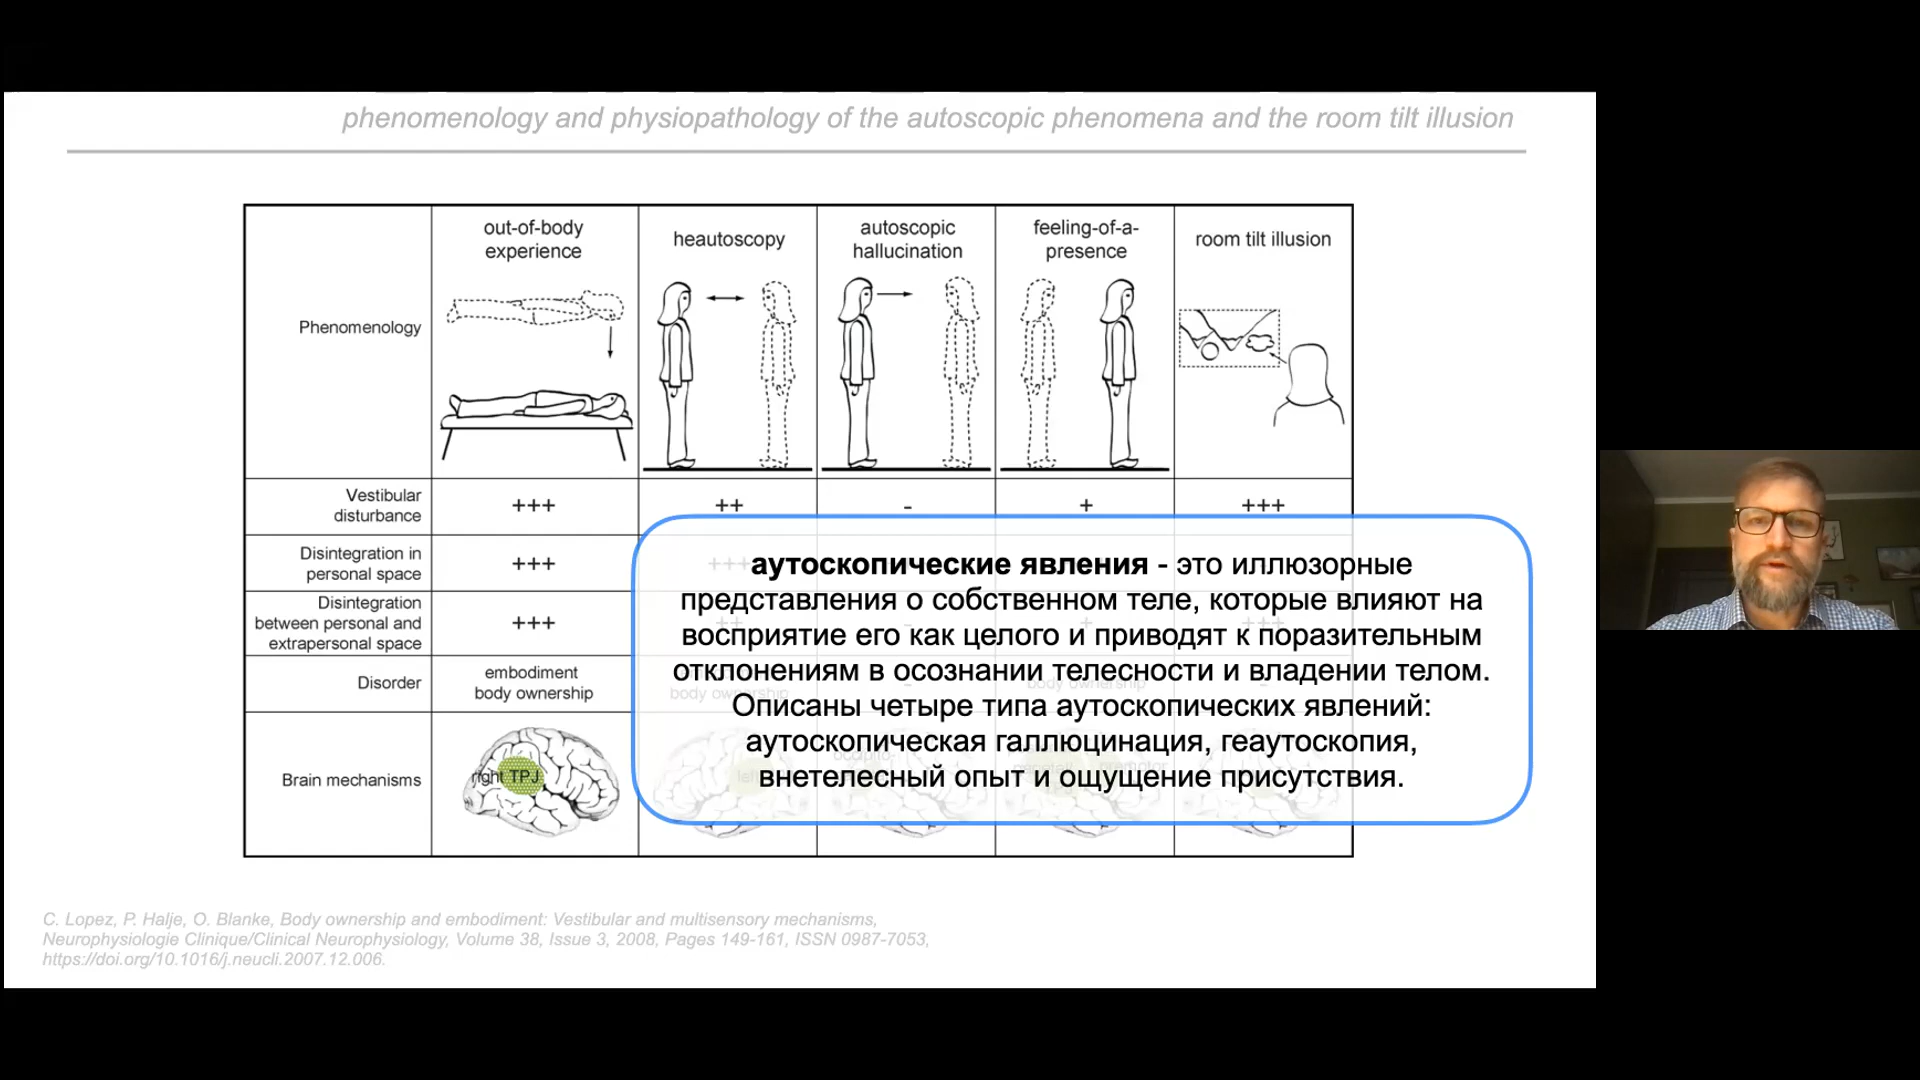 phenomenology and physiopathology of the autoscopic phenomena and the room tilt illusion
out-of-body
experience
heautoscopy
autoscopic
hallucination
feeling-of-a-
presence
room tilt illusion
Phenomenology
Vestibular
disturbance
+++
++
-
+
+++
Disintegration in
personal space
+++
+++
Disintegration
between personal and
extrapersonal space
+++
Disorder
embodiment
body ownership
body ownership
body ownership
Brain mechanisms
right TPJ
аутоскопические явления - это иллюзорные
представления о собственном теле, которые влияют на
восприятие его как целого и приводят к поразительным
отклонениям в осознании телесности и владении телом.
Описаны четыре типа аутоскопических явлений:
аутоскопическая галлюцинация, геаутоскопия,
внетелесный опыт и ощущение присутствия.
C. Lopez, P. Halje, O. Blanke, Body ownership and embodiment: Vestibular and multisensory mechanisms,
Neurophysiologie Clinique/Clinical Neurophysiology, Volume 38, Issue 3, 2008, Pages 149-161, ISSN 0987-7053,
https://doi.org/10.1016/j.neucli.2007.12.006.